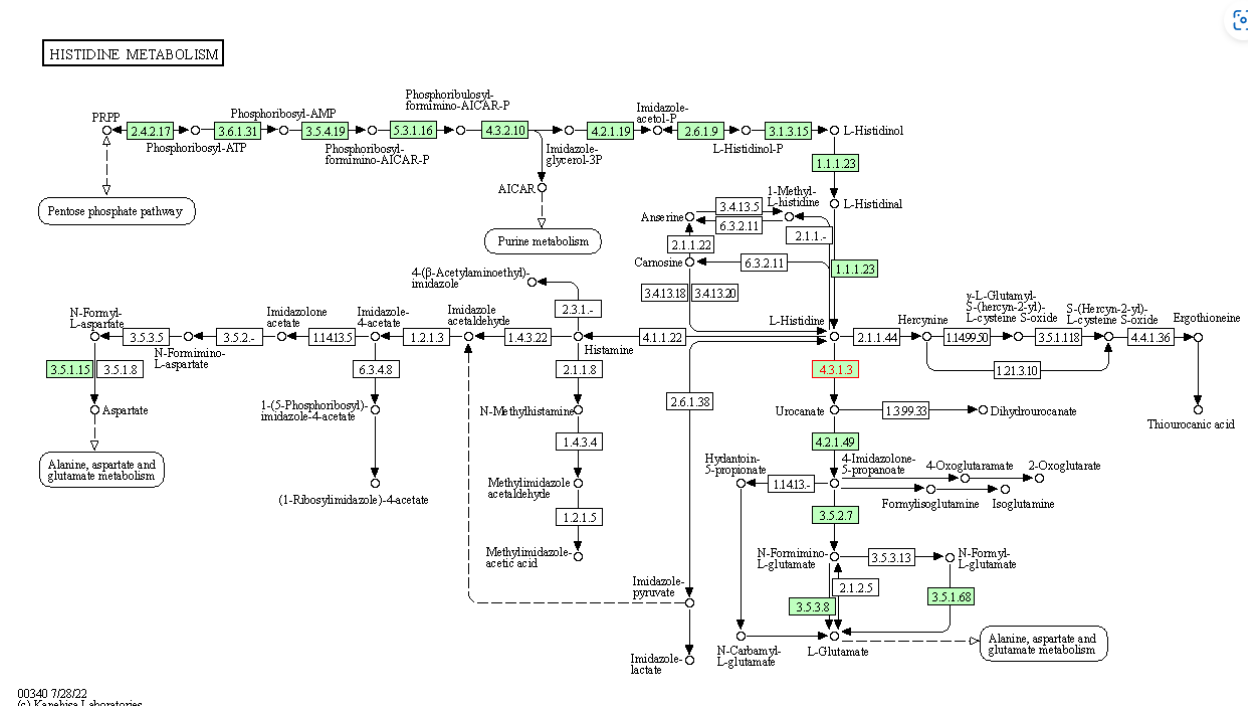 HISTIDINE METABOLISM
Phosphoribulosyl-
formimino-AICAR-P
Imidazole-
acetol-P
PRPP
Phosphoribosyl-AMP
2.4.2.17
3.6.1.31
3.5.4.19
5.3.1.16
4.3.2.10
4.2.1.19
2.6.1.9
3.1.3.15
L-Histidinol
Phosphoribosyl-ATP
Phosphoribosyl-
formimino-AICAR-P
Imidazole-
glycerol-3P
L-Histidinol-P
1.1.1.23
AICAR
Pentose phosphate pathway
Purine metabolism
1-Methyl-
L-histidine
L-Histidinal
Anserine
3.4.13.5
6.3.2.11
2.1.1.-
2.1.1.22
Carnosine
6.3.2.11
1.1.1.23
3.4.13.18
3.4.13.20
4-(β-Acetylaminoethyl)-
imidazole
2.3.1.-
N-Formyl-
L-aspartate
Imidazolone
acetate
Imidazole-
4-acetate
Imidazole
acetaldehyde
L-Histidine
Hercynine
γ-L-Glutamyl-
S-(hercyn-2-yl)-
L-cysteine S-oxide
S-(Hercyn-2-yl)-
L-cysteine S-oxide
Ergothioneine
3.5.3.5
3.5.2.-
1.14.13.5
1.2.1.3
1.4.3.22
4.1.1.22
2.1.1.44
1.14.99.50
3.5.1.118
4.4.1.36
N-Formimino-
L-aspartate
Histamine
3.5.1.15
3.5.1.8
6.3.4.8
2.1.1.8
4.3.1.3
1.21.3.10
2.6.1.38
Aspartate
1-(5-Phosphoribosyl)-
imidazole-4-acetate
N-Methylhistamine
Urocanate
1.3.99.33
Dihydrourocanate
Thiourocanic acid
1.4.3.4
4.2.1.49
Alanine, aspartate and
glutamate metabolism
Hydantoin-
5-propionate
4-Imidazolone-
5-propanoate
4-Oxoglutaramate
2-Oxoglutarate
Methylimidazole
acetaldehyde
1.14.13.-
(1-Ribosylimidazole)-4-acetate
Formylisoglutamine
Isoglutamine
1.2.1.5
3.5.2.7
Methylimidazole-
acetic acid
N-Formimino-
L-glutamate
3.5.3.13
N-Formyl-
L-glutamate
Imidazole-
pyruvate
2.1.2.5
3.5.3.8
3.5.1.68
Imidazole-
lactate
N-Carbamyl-
L-glutamate
L-Glutamate
Alanine, aspartate and
glutamate metabolism
00340 7/28/22
(c) Kanehisa Laboratories